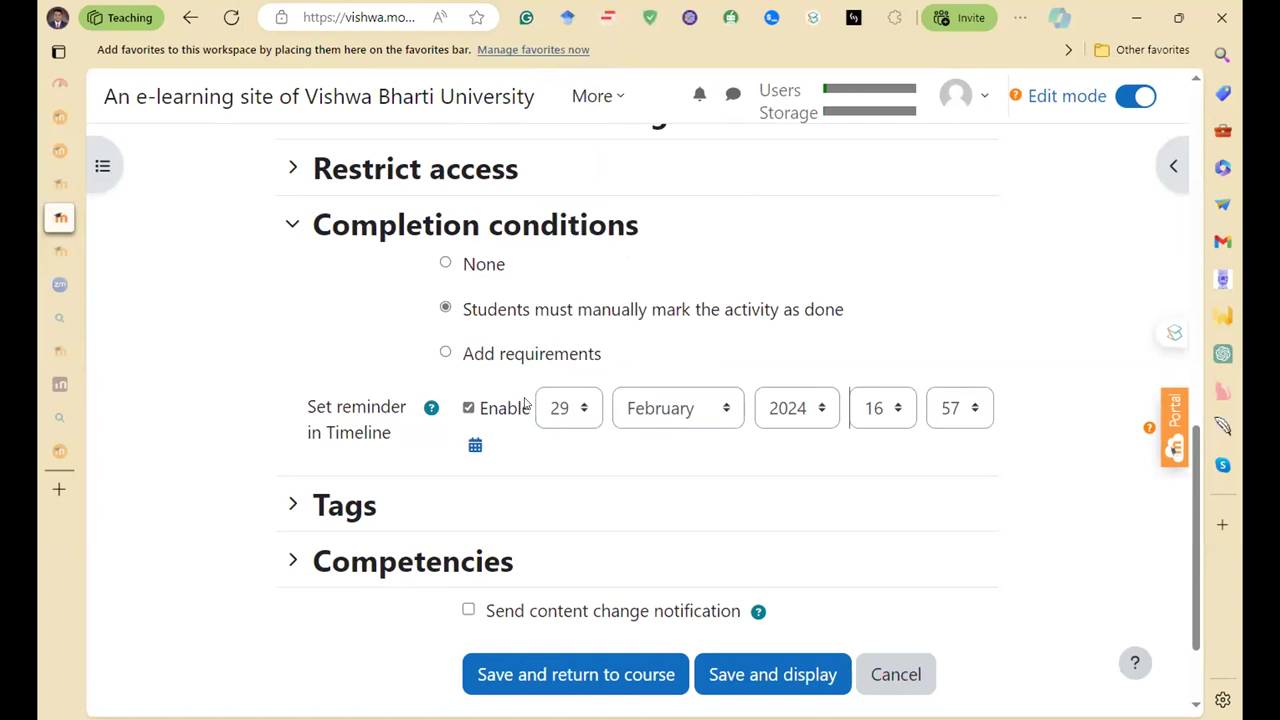 Teaching
https://vishwa.mo...
Invite
Add favorites to this workspace by placing them here on the favorites bar. Manage favorites now
Other favorites
An e-learning site of Vishwa Bharti University
More
Users
Storage
Edit mode
Restrict access
Completion conditions
None
Students must manually mark the activity as done
Add requirements
Set reminder in Timeline
Enable 29 February 2024 16 57
Portal
Tags
Competencies
Send content change notification
Save and return to course Save and display Cancel